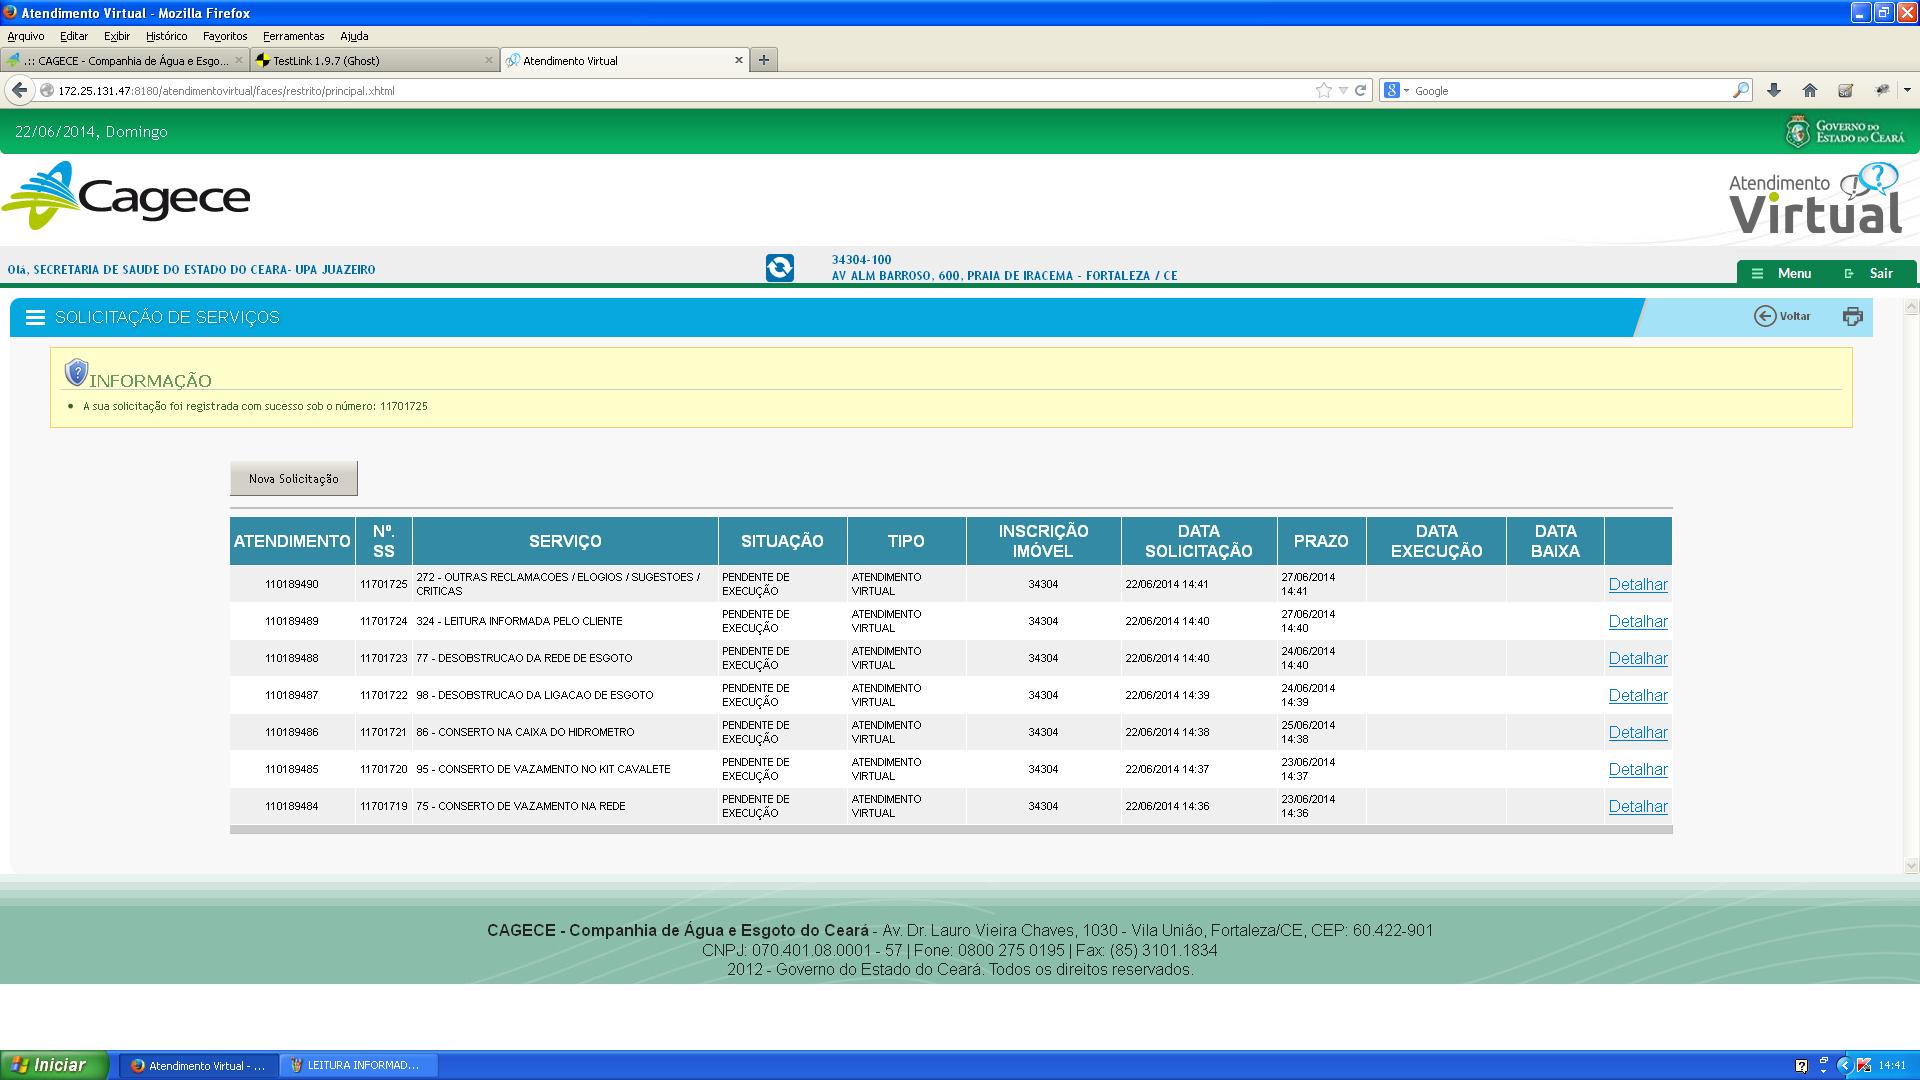 Atendimento Virtual - Mozilla Firefox
Arquivo Editar Exibir Histórico Favoritos Ferramentas Ajuda
.:: CAGECE - Companhia de Água e Esgo... TestLink 1.9.7 (Ghost) Atendimento Virtual
172.25.131.47:8180/atendimentovirtual/faces/restrito/principal.xhtml Google
22/06/2014, Domingo
GOVERNO DO
ESTADO DO CEARÁ
Cagece
Atendimento
Virtual
Olá, SECRETARIA DE SAUDE DO ESTADO DO CEARA- UPA JUAZEIRO
34304-100
AV ALM BARROSO, 600, PRAIA DE IRACEMA - FORTALEZA / CE
Menu Sair
SOLICITAÇÃO DE SERVIÇOS
Voltar
INFORMAÇÃO
A sua solicitação foi registrada com sucesso sob o número: 11701725
Nova Solicitação
ATENDIMENTO Nº. SS SERVIÇO SITUAÇÃO TIPO INSCRIÇÃO IMÓVEL DATA SOLICITAÇÃO PRAZO DATA EXECUÇÃO DATA BAIXA
110189490 11701725 272 - OUTRAS RECLAMACOES / ELOGIOS / SUGESTOES / CRITICAS PENDENTE DE EXECUÇÃO ATENDIMENTO VIRTUAL 34304 22/06/2014 14:41 27/06/2014 14:41 Detalhar
110189489 11701724 324 - LEITURA INFORMADA PELO CLIENTE PENDENTE DE EXECUÇÃO ATENDIMENTO VIRTUAL 34304 22/06/2014 14:40 27/06/2014 14:40 Detalhar
110189488 11701723 77 - DESOBSTRUCAO DA REDE DE ESGOTO PENDENTE DE EXECUÇÃO ATENDIMENTO VIRTUAL 34304 22/06/2014 14:40 24/06/2014 14:40 Detalhar
110189487 11701722 98 - DESOBSTRUCAO DA LIGACAO DE ESGOTO PENDENTE DE EXECUÇÃO ATENDIMENTO VIRTUAL 34304 22/06/2014 14:39 24/06/2014 14:39 Detalhar
110189486 11701721 86 - CONSERTO NA CAIXA DO HIDROMETRO PENDENTE DE EXECUÇÃO ATENDIMENTO VIRTUAL 34304 22/06/2014 14:38 25/06/2014 14:38 Detalhar
110189485 11701720 95 - CONSERTO DE VAZAMENTO NO KIT CAVALETE PENDENTE DE EXECUÇÃO ATENDIMENTO VIRTUAL 34304 22/06/2014 14:37 23/06/2014 14:37 Detalhar
110189484 11701719 75 - CONSERTO DE VAZAMENTO NA REDE PENDENTE DE EXECUÇÃO ATENDIMENTO VIRTUAL 34304 22/06/2014 14:36 23/06/2014 14:36 Detalhar
CAGECE - Companhia de Água e Esgoto do Ceará - Av. Dr. Lauro Vieira Chaves, 1030 - Vila União, Fortaleza/CE, CEP: 60.422-901
CNPJ: 070.401.08.0001 - 57 | Fone: 0800 275 0195 | Fax: (85) 3101.1834
2012 - Governo do Estado do Ceará. Todos os direitos reservados.
Iniciar Atendimento Virtual - ... LEITURA INFORMAD... 14:41